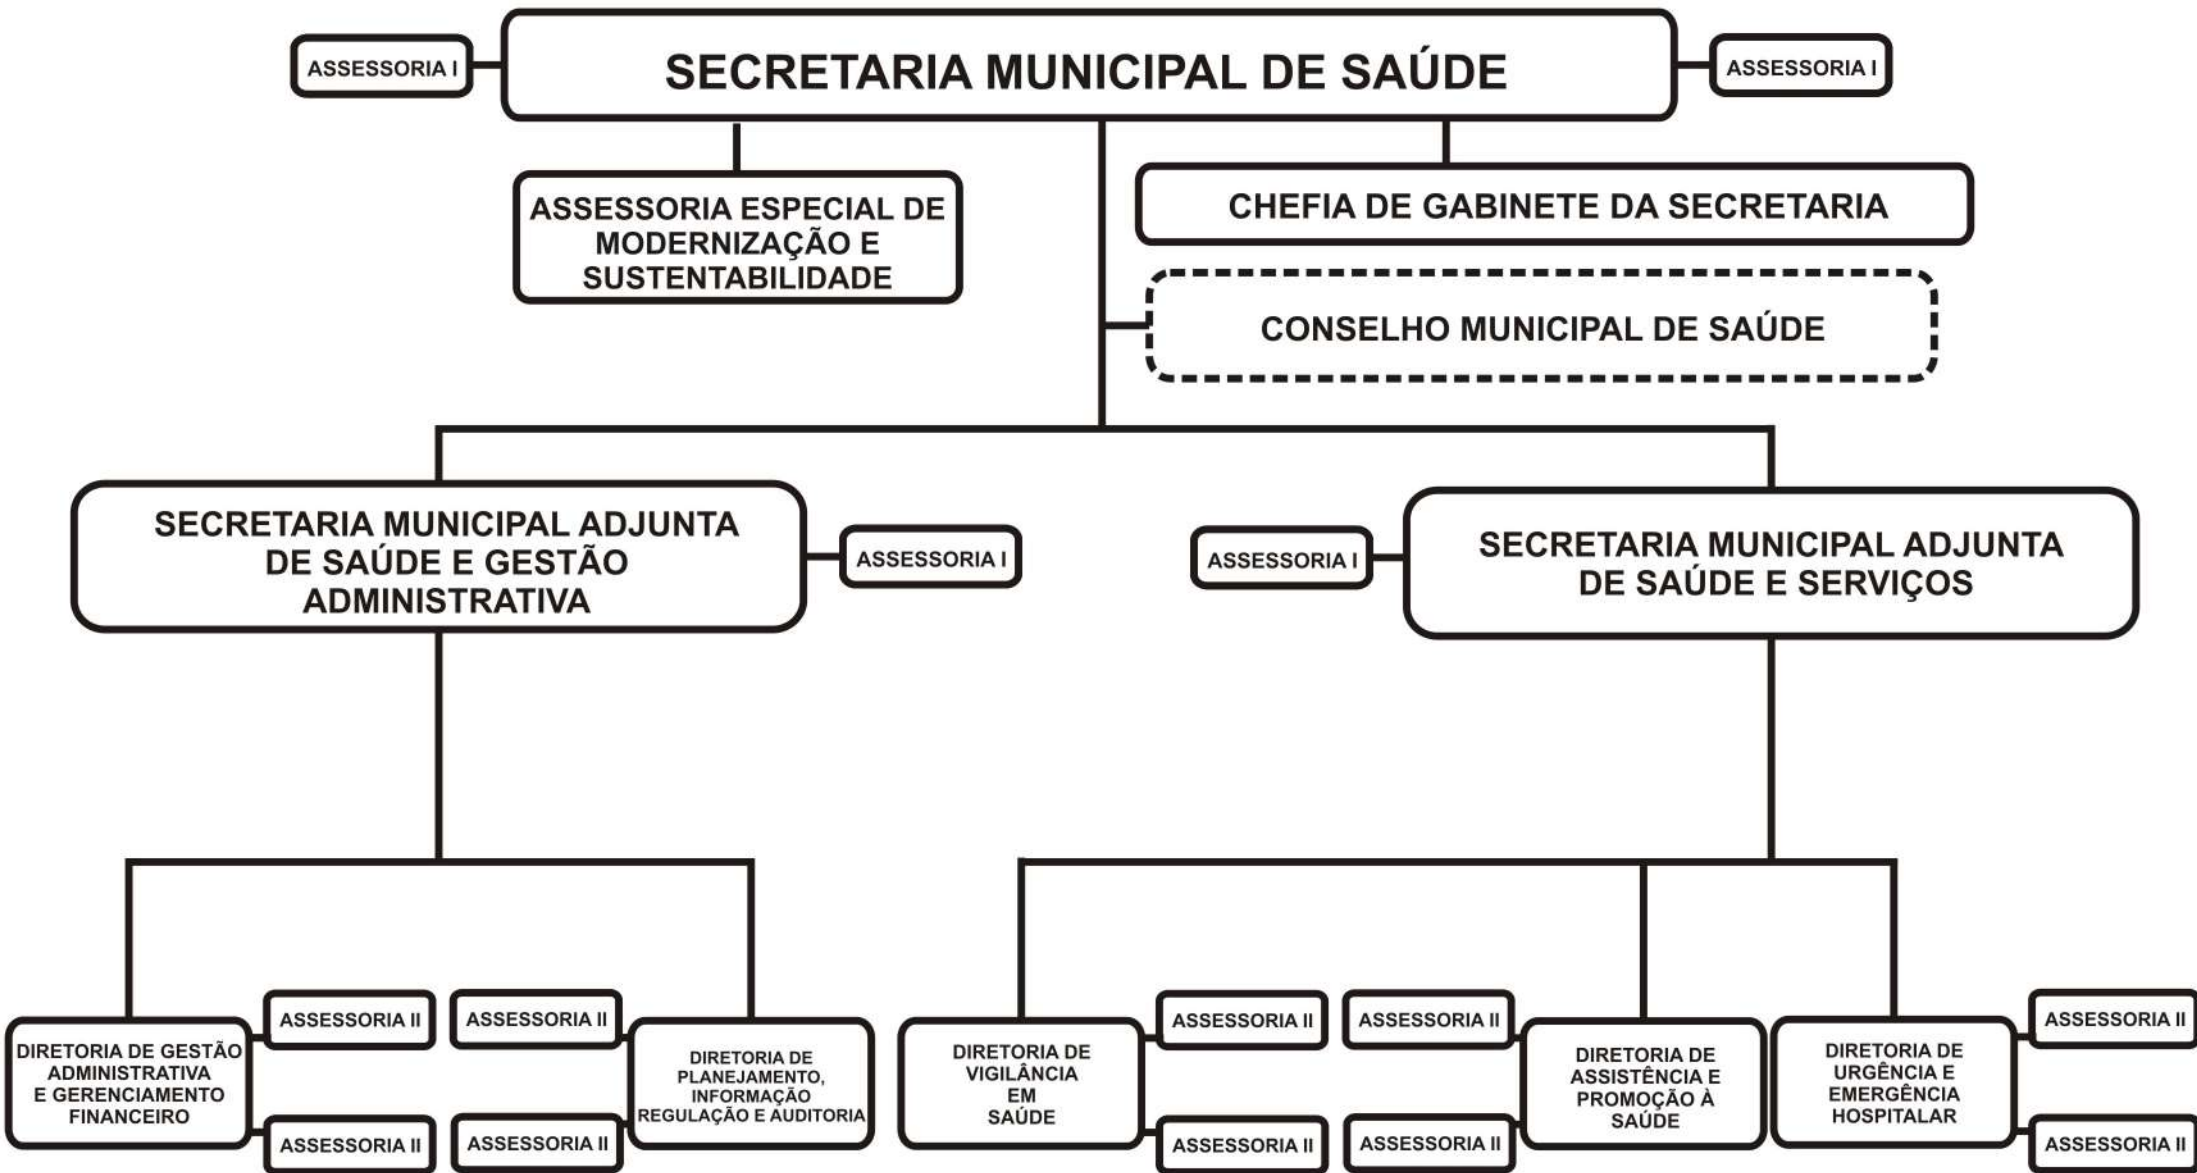 ASSESSORIA I
SECRETARIA MUNICIPAL DE SAÚDE
ASSESSORIA I
ASSESSORIA ESPECIAL DE
MODERNIZAÇÃO E
SUSTENTABILIDADE
CHEFIA DE GABINETE DA SECRETARIA
CONSELHO MUNICIPAL DE SAÚDE
SECRETARIA MUNICIPAL ADJUNTA
DE SAÚDE E GESTÃO
ADMINISTRATIVA
ASSESSORIA I
ASSESSORIA I
SECRETARIA MUNICIPAL ADJUNTA
DE SAÚDE E SERVIÇOS
DIRETORIA DE GESTÃO
ADMINISTRATIVA
E GERENCIAMENTO
FINANCEIRO
ASSESSORIA II
ASSESSORIA II
ASSESSORIA II
ASSESSORIA II
DIRETORIA DE
PLANEJAMENTO,
INFORMAÇÃO
REGULAÇÃO E AUDITORIA
DIRETORIA DE
VIGILÂNCIA
EM
SAÚDE
ASSESSORIA II
ASSESSORIA II
ASSESSORIA II
ASSESSORIA II
DIRETORIA DE
ASSISTÊNCIA E
PROMOÇÃO À
SAÚDE
DIRETORIA DE
URGÊNCIA E
EMERGÊNCIA
HOSPITALAR
ASSESSORIA II
ASSESSORIA II